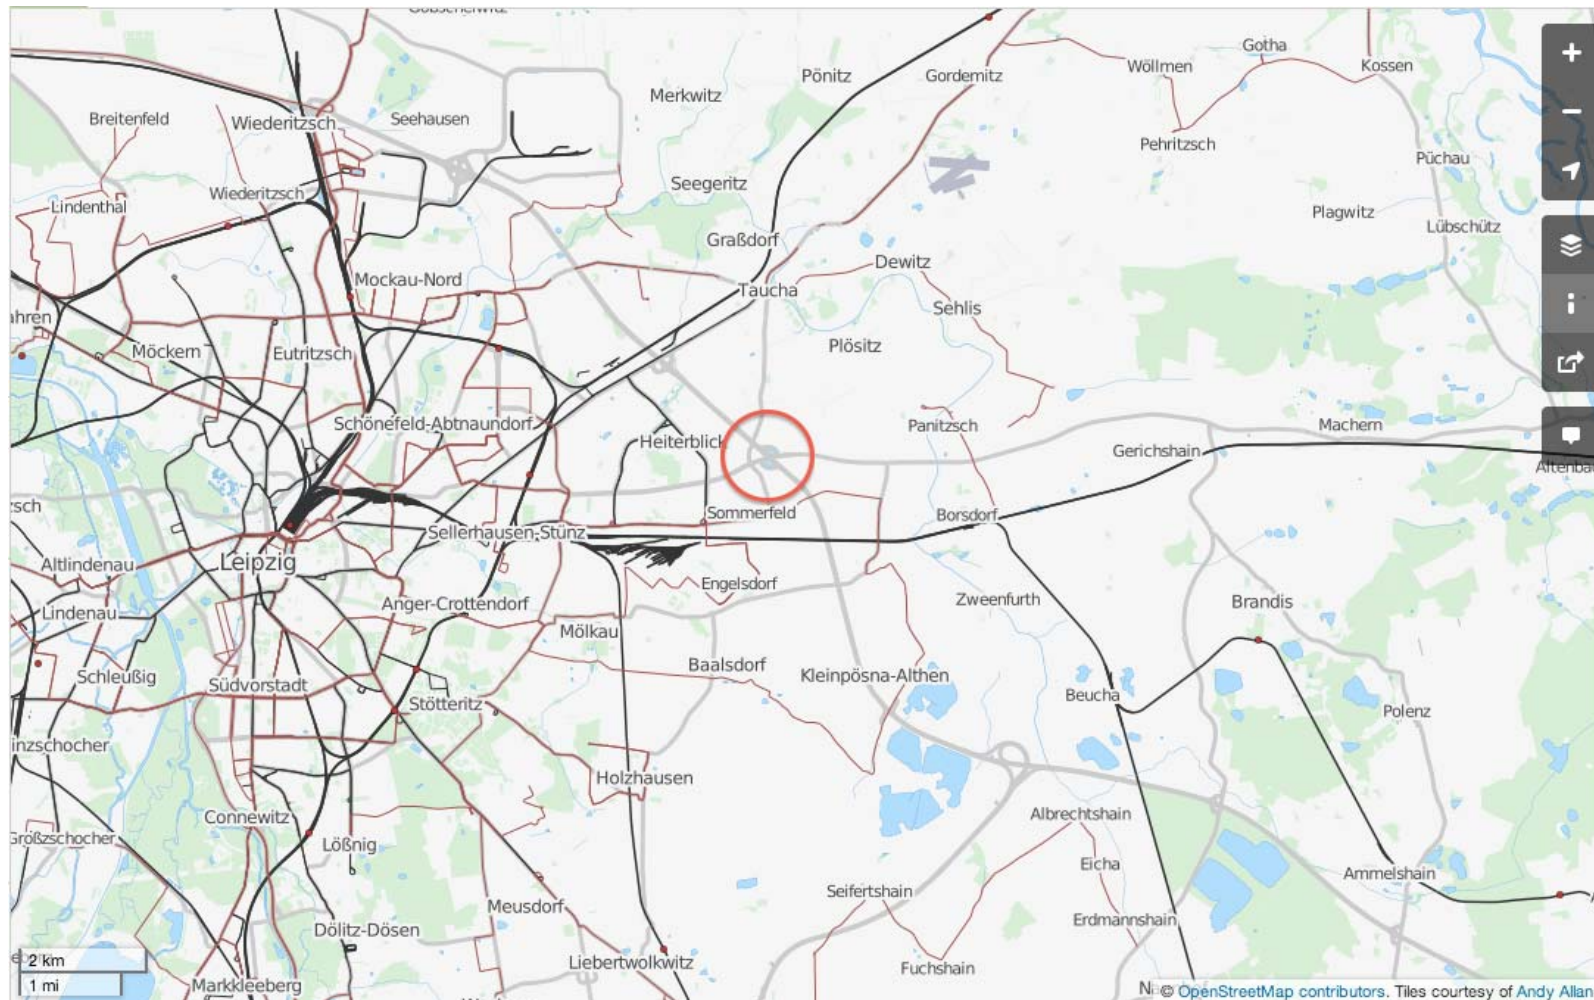 Gotha
Pönitz
Gordemitz
Wöllmen
Kossen
Merkwitz
Breitenfeld
Wiederitzsch
Seehausen
Pehritzsch
Püchau
Seegeritz
Wiederitzsch
Lindenthal
Plagwitz
Lübschütz
Graßdorf
Dewitz
Mockau-Nord
Taucha
Sehlis
ahren
Möckern
Eutritzsch
Plösitz
Schönefeld-Abtnaundorf
Heiterblick
Panitzsch
Machern
Gerichshain
Sommerfeld
Borsdorf
Sellerhausen-Stünz
Leipzig
Altlindenau
Engelsdorf
Lindenau
Anger-Crottendorf
Zweenfurth
Brandis
Mölkau
Baalsdorf
Schleußig
Südvorstadt
Kleinpösna-Althen
Beucha
Stötteritz
Polenz
inzschocher
Holzhausen
Connewitz
Albrechtshain
Großzschocher
Lößnig
Eicha
Ammelshain
Seifertshain
Meusdorf
Erdmannshain
Dölitz-Dösen
2 km
Liebertwolkwitz
Fuchshain
1 mi
Markkleeberg
© OpenStreetMap contributors. Tiles courtesy of Andy Allan